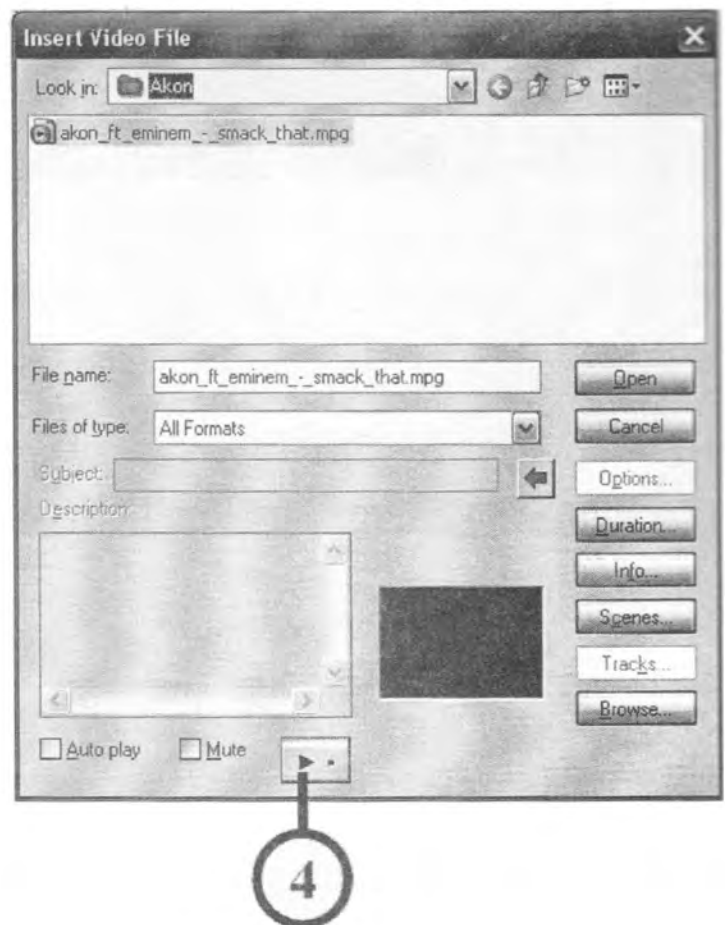 Insert Video File
Look in: Akon
akon_ft_eminem_-_smack_that.mpg
File name: akon_ft_eminem_-_smack_that.mpg Open
Files of type: All Formats Cancel
Subject: Options...
Description: Duration...
Info...
Scenes...
Tracks...
Browse...
Auto play Mute
4